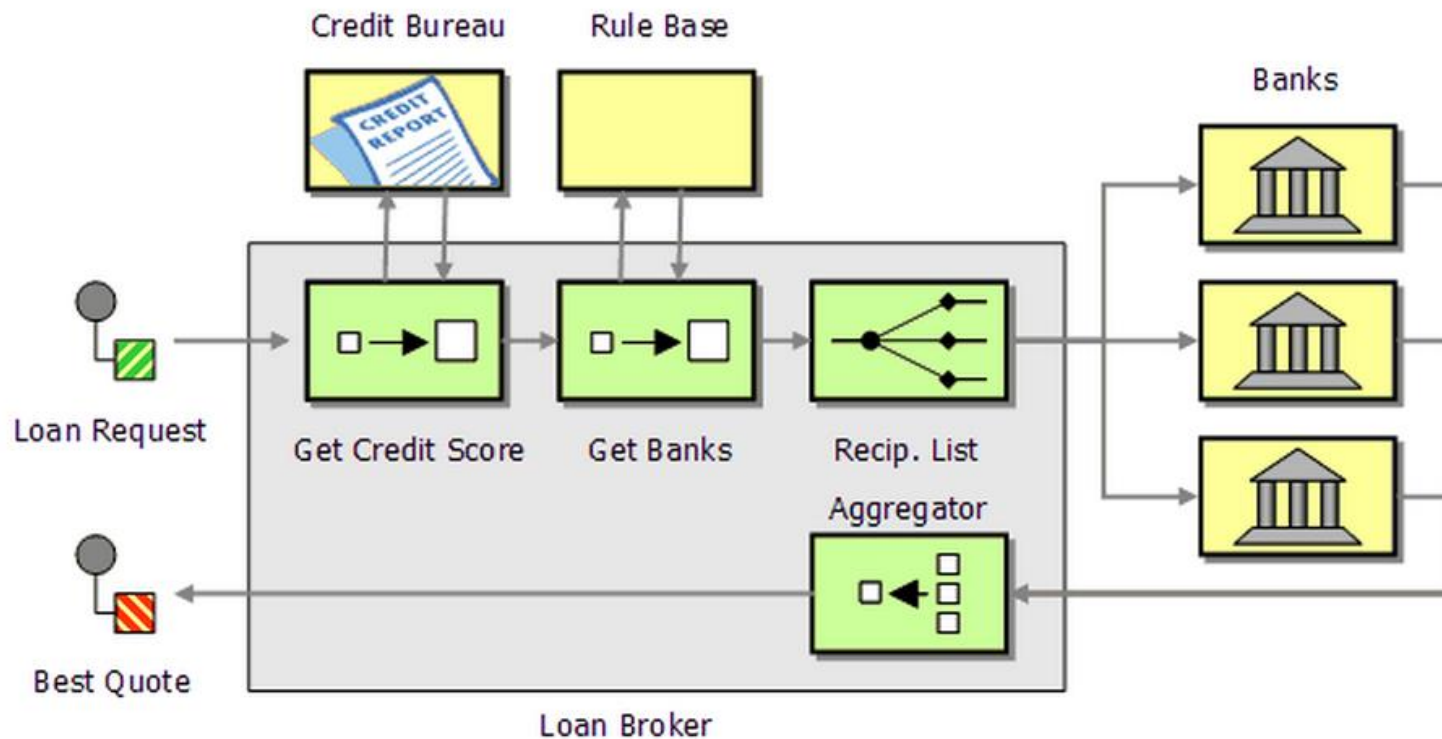 Credit Bureau
Rule Base
Banks
CREDIT
REPORT
Loan Request
Get Credit Score
Get Banks
Recip. List
Aggregator
Best Quote
Loan Broker